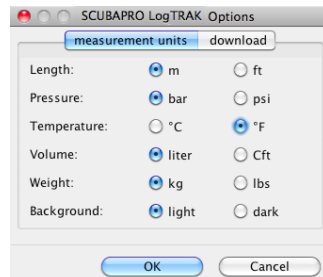 SCUBAPRO LogTRAK Options
measurement units download
Length: m ft
Pressure: bar psi
Temperature: °C °F
Volume: liter Cft
Weight: kg lbs
Background: light dark
OK Cancel